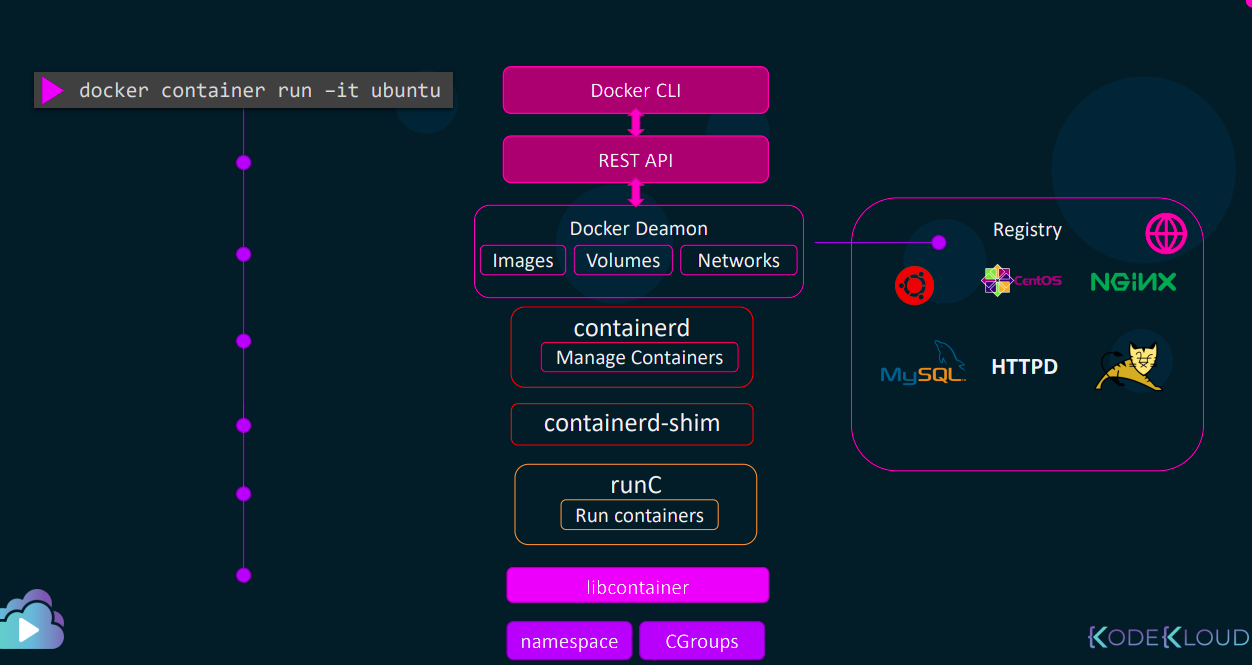 docker container run –it ubuntu
Docker CLI
REST API
Docker Deamon
Images
Volumes
Networks
containerd
Manage Containers
containerd-shim
runC
Run containers
libcontainer
namespace
CGroups
Registry
CentOS
NGiNX
MySQL
HTTPD
KODEKLOUD